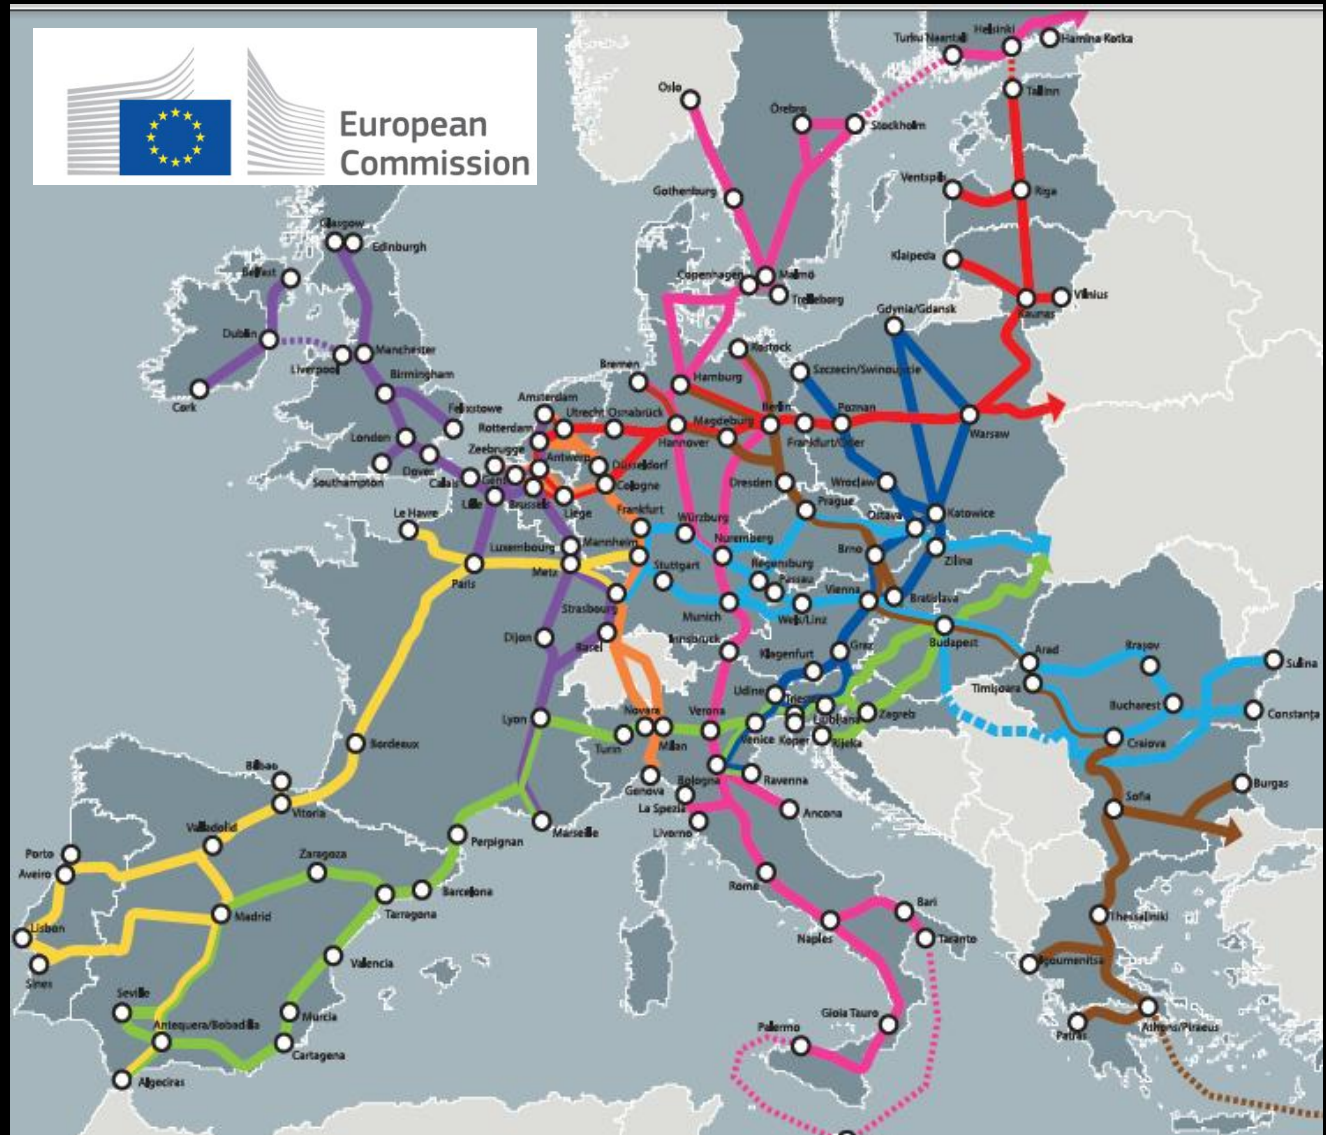 European
Commission
Turku Naantali
Helsinki
Hamina Kotka
Oslo
Tallinn
Örebro
Stockholm
Ventspils
Riga
Gothenburg
Glasgow
Edinburgh
Klaipeda
Belfast
Copenhagen
Malmö
Trelleborg
Vilnius
Gdynia/Gdansk
Kaunas
Dublin
Liverpool
Manchester
Rostock
Bremen
Szczecin/Swinoujscie
Birmingham
Hamburg
Cork
Amsterdam
Felixstowe
Utrecht
Osnabrück
Magdeburg
Berlin
Poznan
Rotterdam
London
Hannover
Frankfurt/Oder
Warsaw
Zeebrugge
Antwerp
Düsseldorf
Southampton
Dover
Calais
Gent
Cologne
Dresden
Wroclaw
Lille
Brussels
Liege
Prague
Le Havre
Frankfurt
Würzburg
Ostava
Katowice
Luxembourg
Mannheim
Nuremberg
Brno
Zilina
Paris
Metz
Stuttgart
Regensburg
Passau
Vienna
Bratislava
Strasbourg
Munich
Wels/Linz
Dijon
Basel
Innsbruck
Klagenfurt
Graz
Budapest
Arad
Brașov
Sulina
Udine
Timișoara
Lyon
Novara
Verona
Ljubljana
Zagreb
Bucharest
Constanța
Turin
Milan
Venice
Koper
Rijeka
Craiova
Bordeaux
Bilbao
Genova
Bologna
Ravenna
Burgas
Vitoria
La Spezia
Ancona
Sofia
Valladolid
Marseille
Livorno
Perpignan
Porto
Zaragoza
Aveiro
Barcelona
Roma
Madrid
Tarragona
Bari
Thessaloniki
Lisbon
Naples
Taranto
Valencia
Igoumenitsa
Sines
Seville
Murcia
Gioia Tauro
Antequera/Bobadilla
Palermo
Athens/Piraeus
Patras
Cartagena
Algeciras